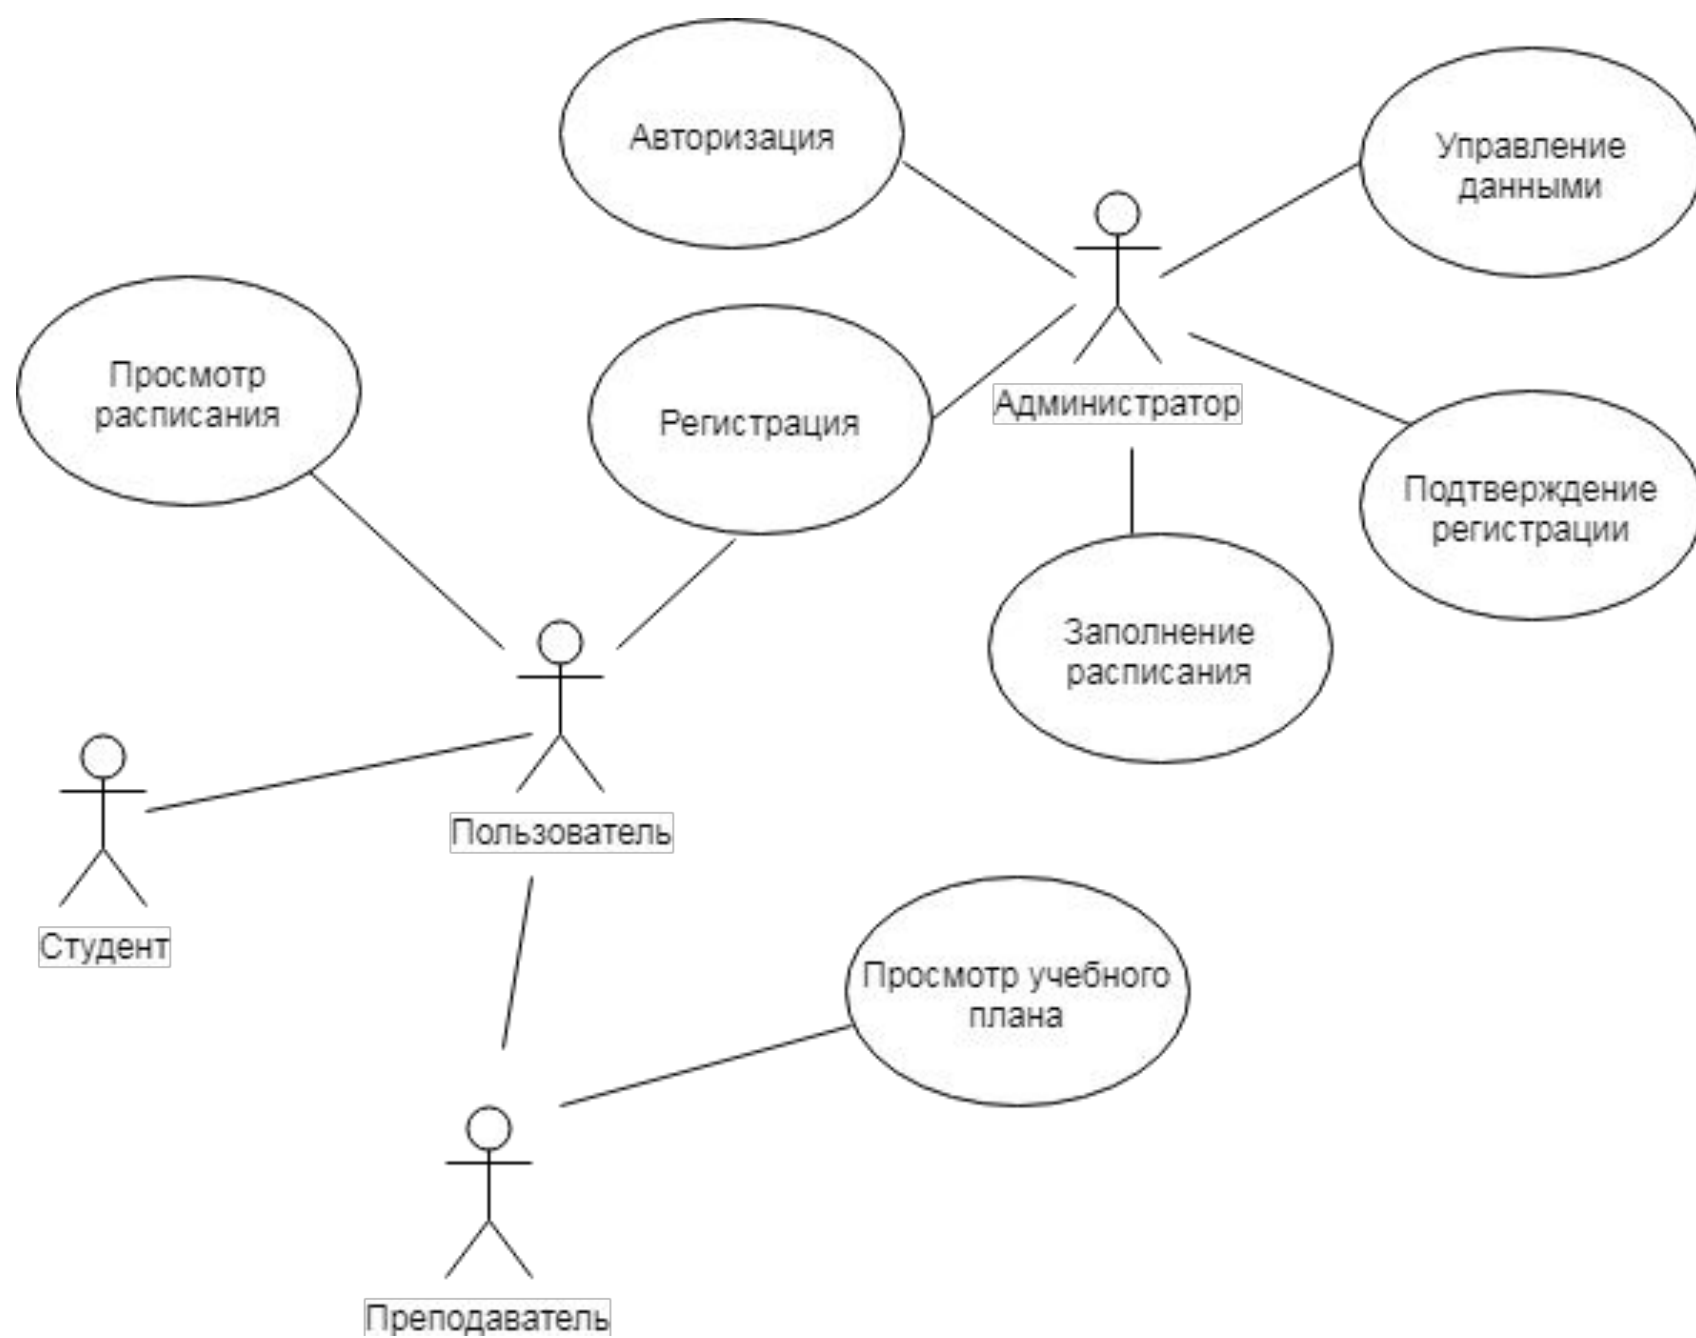 Авторизация
Управление
данными
Просмотр
расписания
Регистрация
Администратор
Подтверждение
регистрации
Заполнение
расписания
Пользователь
Студент
Просмотр учебного
плана
Преподаватель